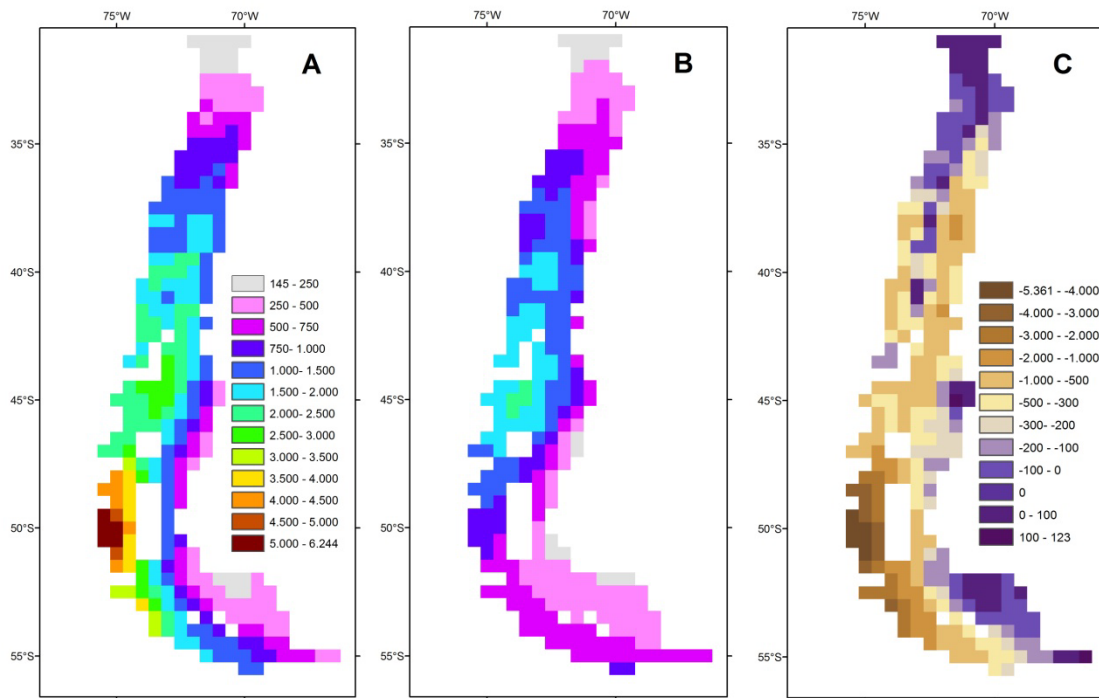 75°W 70°W
75°W 70°W
75°W 70°W
A
B
C
35°S
40°S
45°S
50°S
55°S
145 - 250
250 - 500
500 - 750
750- 1.000
1.000- 1.500
1.500 - 2.000
2.000 - 2.500
2.500 - 3.000
3.000 - 3.500
3.500 - 4.000
4.000 - 4.500
4.500 - 5.000
5.000 - 6.244
35°S
40°S
45°S
50°S
55°S
35°S
40°S
45°S
50°S
55°S
-5.361 - -4.000
-4.000 - -3.000
-3.000 - -2.000
-2.000 - -1.000
-1.000 - -500
-500 - -300
-300- -200
-200 - -100
-100 - 0
0
0 - 100
100 - 123